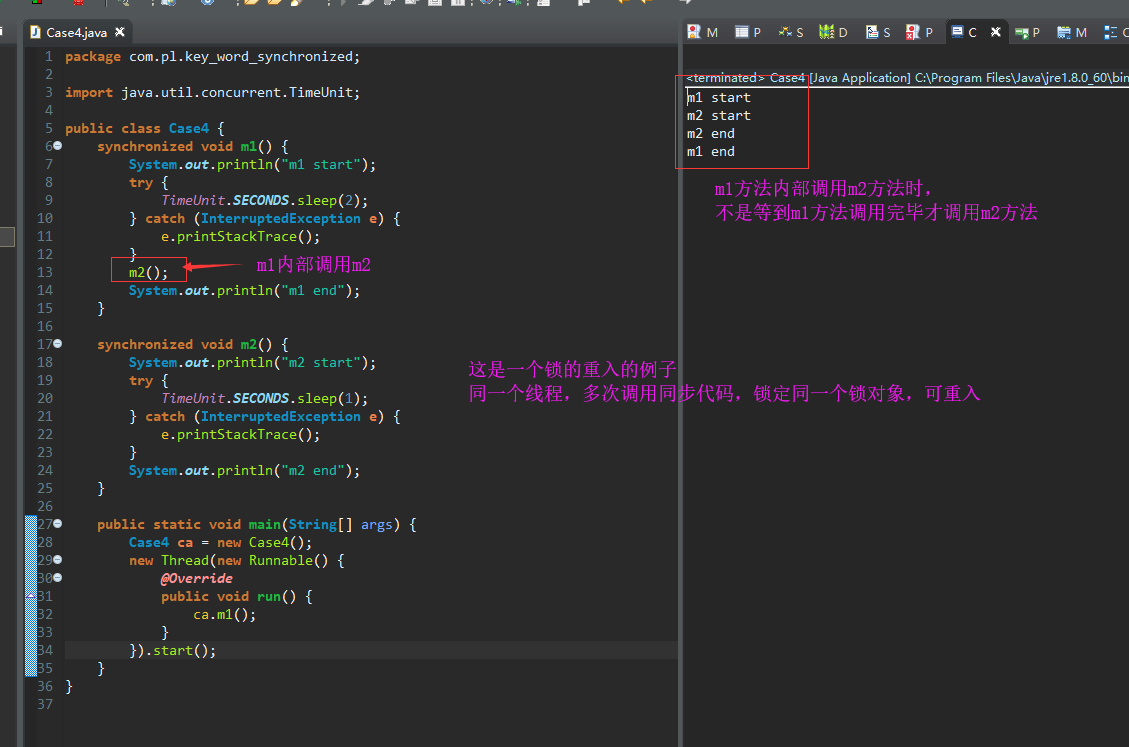 Case4.java
M P S D S P C P M C
<terminated> Case4 [Java Application] C:\Program Files\Java\jre1.8.0_60\bin
1 package com.pl.key_word_synchronized;
2
3 import java.util.concurrent.TimeUnit;
4
5 public class Case4 {
6 synchronized void m1() {
7 System.out.println("m1 start");
8 try {
9 TimeUnit.SECONDS.sleep(2);
10 } catch (InterruptedException e) {
11 e.printStackTrace();
12 }
13 m2();
14 System.out.println("m1 end");
15 }
16
17 synchronized void m2() {
18 System.out.println("m2 start");
19 try {
20 TimeUnit.SECONDS.sleep(1);
21 } catch (InterruptedException e) {
22 e.printStackTrace();
23 }
24 System.out.println("m2 end");
25 }
26
27 public static void main(String[] args) {
28 Case4 ca = new Case4();
29 new Thread(new Runnable() {
30 @Override
31 public void run() {
32 ca.m1();
33 }
34 }).start();
35 }
36 }
37
m1内部调用m2
这是一个锁的重入的例子
同一个线程，多次调用同步代码，锁定同一个锁对象，可重入
m1 start
m2 start
m2 end
m1 end
m1方法内部调用m2方法时，
不是等到m1方法调用完毕才调用m2方法